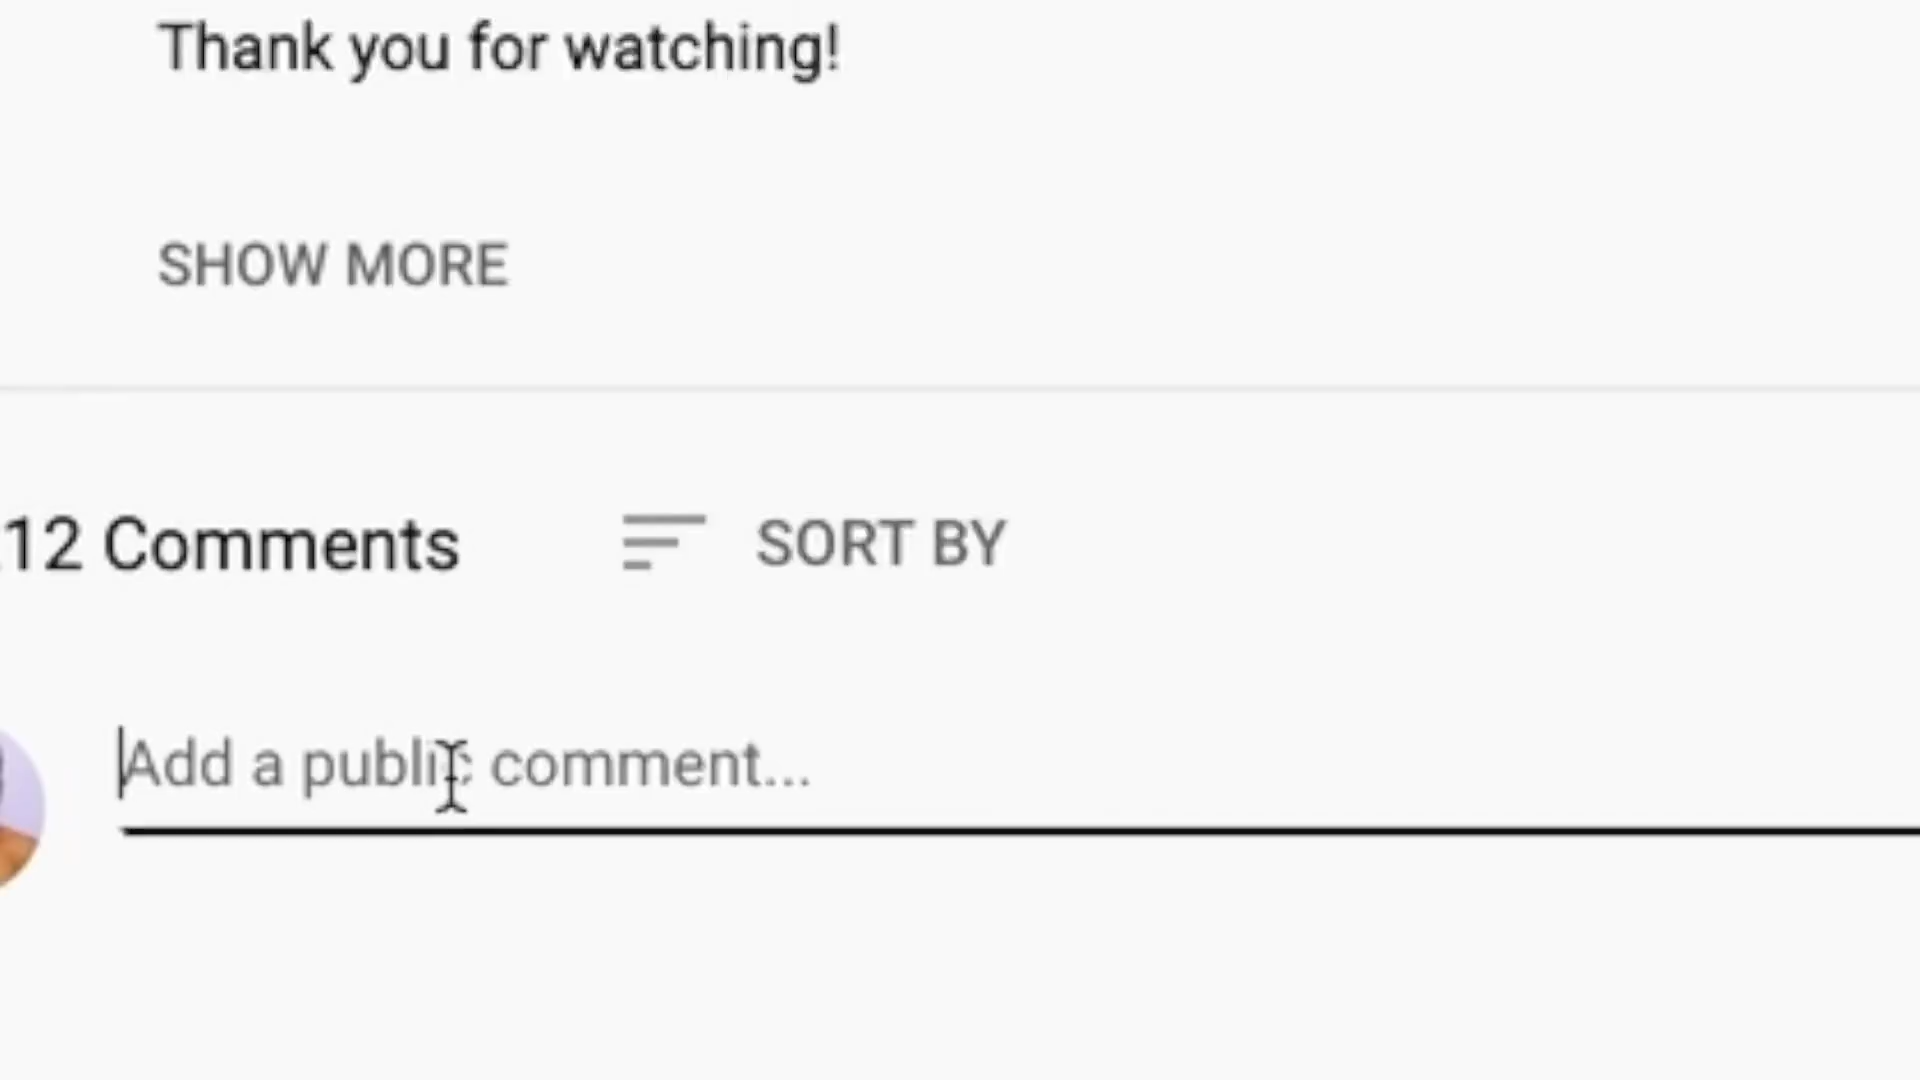 Thank you for watching!
SHOW MORE
12 Comments
SORT BY
Add a public comment...